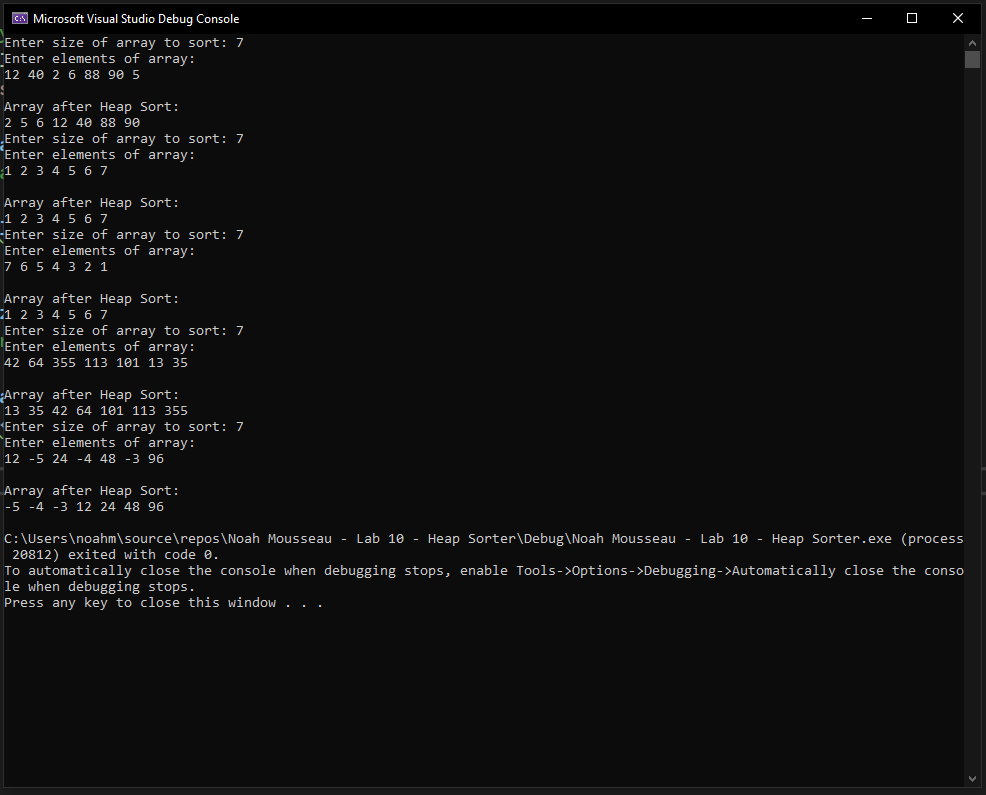 Microsoft Visual Studio Debug Console
Enter size of array to sort: 7
Enter elements of array:
12 40 2 6 88 90 5

Array after Heap Sort:
2 5 6 12 40 88 90
Enter size of array to sort: 7
Enter elements of array:
1 2 3 4 5 6 7

Array after Heap Sort:
1 2 3 4 5 6 7
Enter size of array to sort: 7
Enter elements of array:
7 6 5 4 3 2 1

Array after Heap Sort:
1 2 3 4 5 6 7
Enter size of array to sort: 7
Enter elements of array:
42 64 355 113 101 13 35

Array after Heap Sort:
13 35 42 64 101 113 355
Enter size of array to sort: 7
Enter elements of array:
12 -5 24 -4 48 -3 96

Array after Heap Sort:
-5 -4 -3 12 24 48 96

C:\Users\noahm\source\repos\Noah Mousseau - Lab 10 - Heap Sorter\Debug\Noah Mousseau - Lab 10 - Heap Sorter.exe (process
 20812) exited with code 0.
To automatically close the console when debugging stops, enable Tools->Options->Debugging->Automatically close the conso
le when debugging stops.
Press any key to close this window . . .